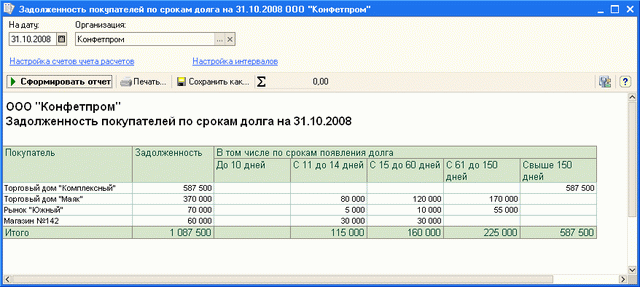 Задолженность покупателей по срокам долга на 31.10.2008 ООО "Конфетпром"
На дату: Организация:
31.10.2008 Конфетпром ... x
Настройка счетов учета расчетов Настройка интервалов
Сформировать отчет Печать... Сохранить как... Σ 0,00 ?
ООО "Конфетпром"
Задолженность покупателей по срокам долга на 31.10.2008
Покупатель Задолженность В том числе по срокам появления долга
До 10 дней С 11 до 14 дней С 15 до 60 дней С 61 до 150 дней Свыше 150 дней
Торговый дом "Комплексный" 587 500 587 500
Торговый дом "Маяк" 370 000 80 000 120 000 170 000
Рынок "Южный" 70 000 5 000 10 000 55 000
Магазин №142 60 000 30 000 30 000
Итого 1 087 500 115 000 160 000 225 000 587 500